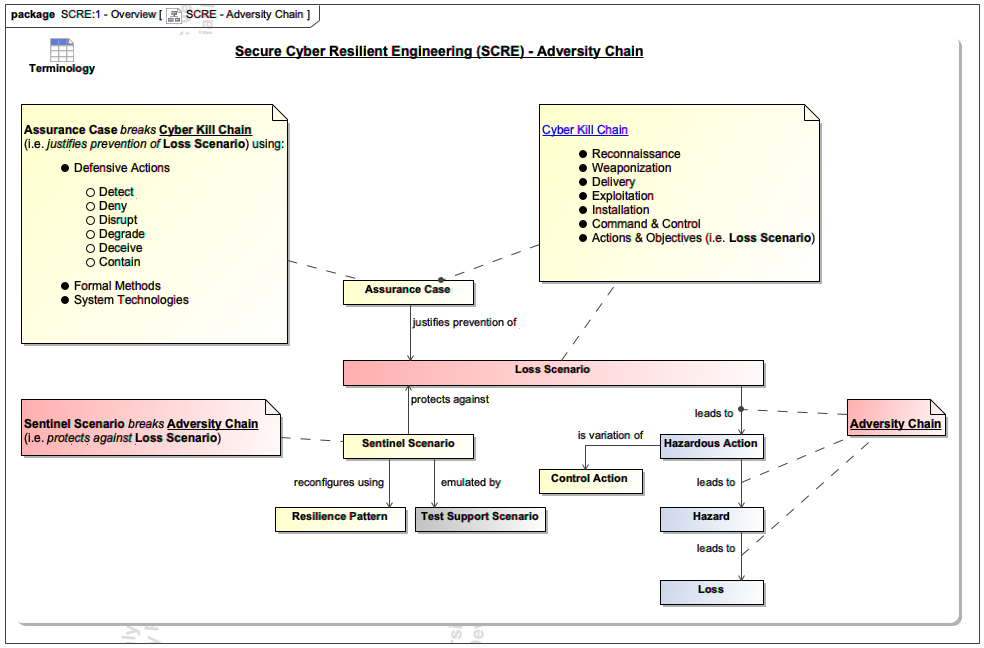 package SCRE:1 - Overview [ SCRE - Adversity Chain ]
Terminology
Secure Cyber Resilient Engineering (SCRE) - Adversity Chain
Assurance Case breaks Cyber Kill Chain
(i.e. justifies prevention of Loss Scenario) using:
Defensive Actions
Detect
Deny
Disrupt
Degrade
Deceive
Contain
Formal Methods
System Technologies
Cyber Kill Chain
Reconnaissance
Weaponization
Delivery
Exploitation
Installation
Command & Control
Actions & Objectives (i.e. Loss Scenario)
Assurance Case
justifies prevention of
Loss Scenario
protects against
Sentinel Scenario breaks Adversity Chain
(i.e. protects against Loss Scenario)
Sentinel Scenario
reconfigures using
emulated by
Resilience Pattern
Test Support Scenario
leads to
is variation of
Hazardous Action
Control Action
Adversity Chain
leads to
Hazard
leads to
Loss